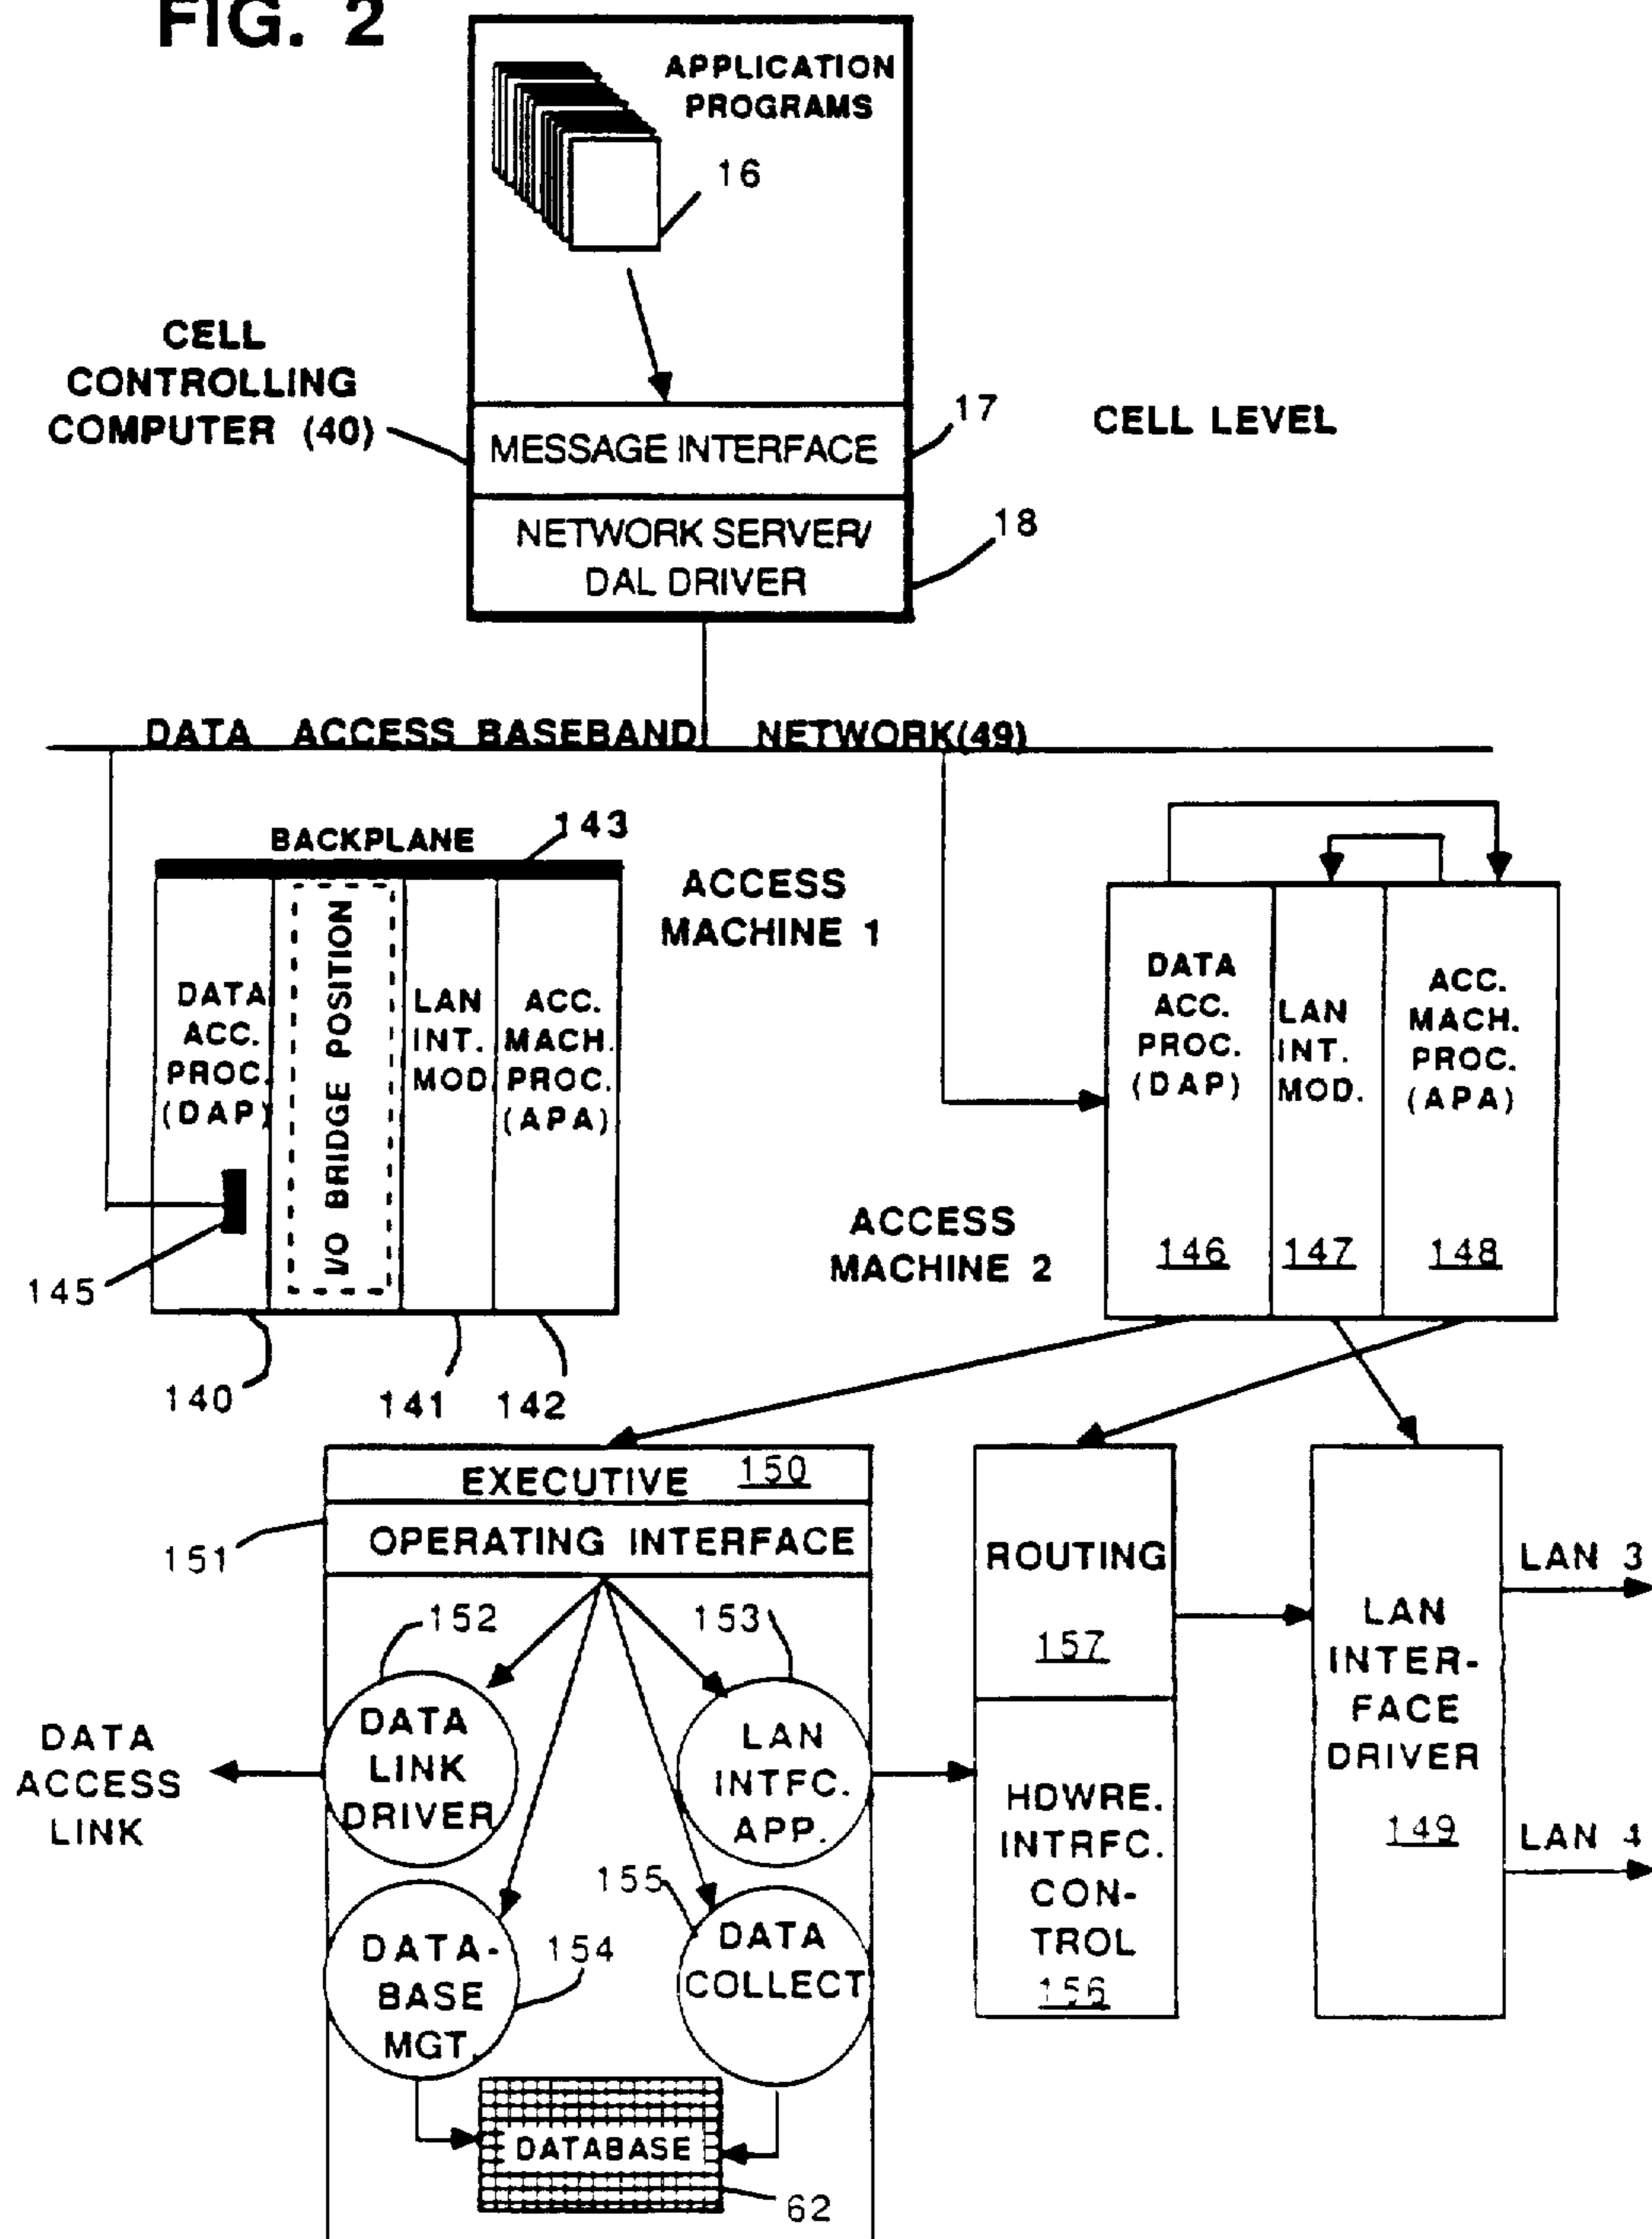 FIG. 2
APPLICATION
PROGRAMS
16
CELL
CONTROLLING
COMPUTER (40)
MESSAGE INTERFACE
17
CELL LEVEL
NETWORK SERVER/
DAL DRIVER
18
DATA ACCESS BASEBAND NETWORK(49)
BACKPLANE
143
ACCESS
MACHINE 1
DATA
ACC.
PROC.
(DAP)
I/O BRIDGE POSITION
LAN
INT.
MOD
ACC.
MACH.
PROC.
(APA)
145
140
141
142
ACCESS
MACHINE 2
DATA
ACC.
PROC.
(DAP)
146
LAN
INT.
MOD.
147
ACC.
MACH.
PROC.
(APA)
148
EXECUTIVE 150
OPERATING INTERFACE
151
152
153
DATA
LINK
DRIVER
LAN
INTFC.
APP.
DATA
ACCESS
LINK
155
DATA-
BASE
MGT.
154
DATA
COLLECT
DATABASE
62
ROUTING
157
HDWRE.
INTRFC.
CON-
TROL
156
LAN
INTER-
FACE
DRIVER
149
LAN 3
LAN 4